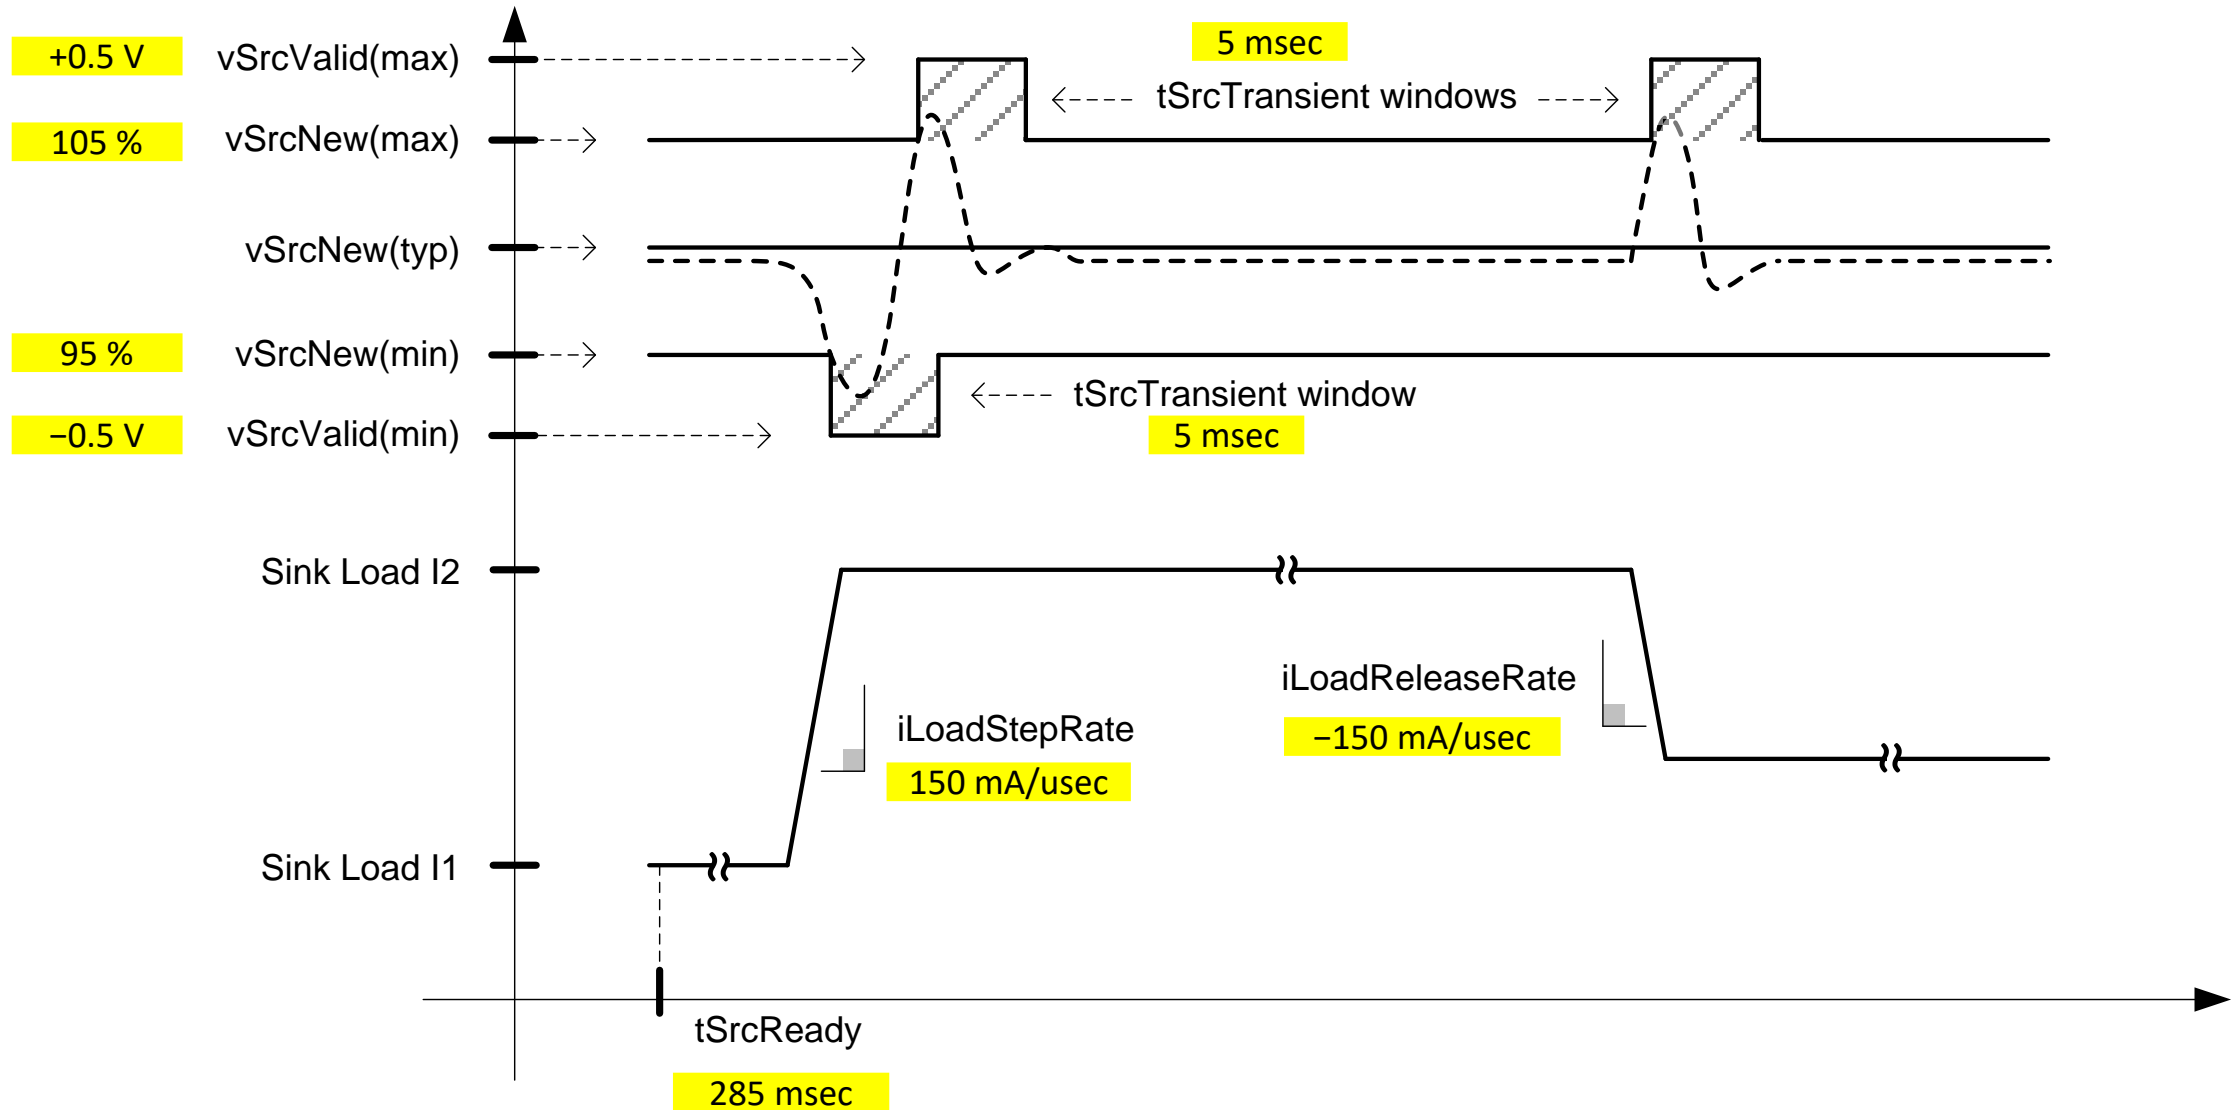 +0.5 V vSrcValid(max)
5 msec
tSrcTransient windows
105 % vSrcNew(max)
vSrcNew(typ)
95 % vSrcNew(min)
tSrcTransient window
−0.5 V vSrcValid(min)
5 msec
Sink Load I2
iLoadReleaseRate
−150 mA/usec
iLoadStepRate
150 mA/usec
Sink Load I1
tSrcReady
285 msec